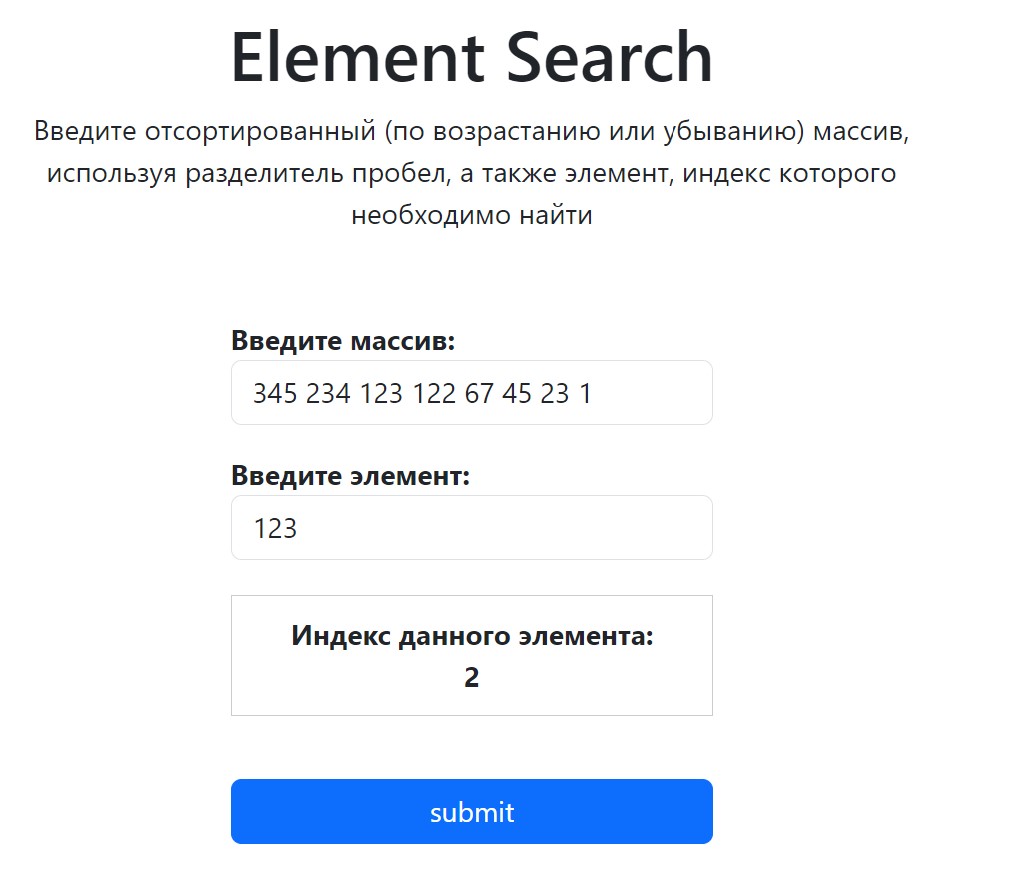 Element Search
Введите отсортированный (по возрастанию или убыванию) массив,
используя разделитель пробел, а также элемент, индекс которого
необходимо найти
Введите массив:
345 234 123 122 67 45 23 1
Введите элемент:
123
Индекс данного элемента:
2
submit